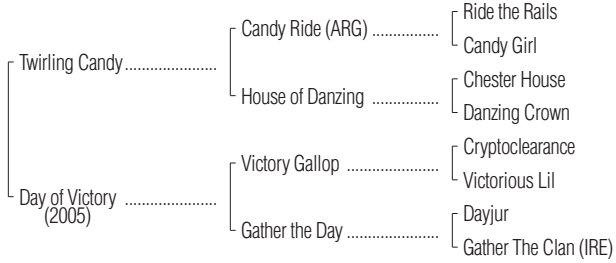 Ride the Rails
Candy Ride (ARG) ................
Candy Girl
Twirling Candy ......................
Chester House
House of Danzing ................
Danzing Crown
Cryptoclearance
Victory Gallop ......................
Victorious Lil
Day of Victory ......................
(2005)
Dayjur
Gather the Day ......................
Gather The Clan (IRE)